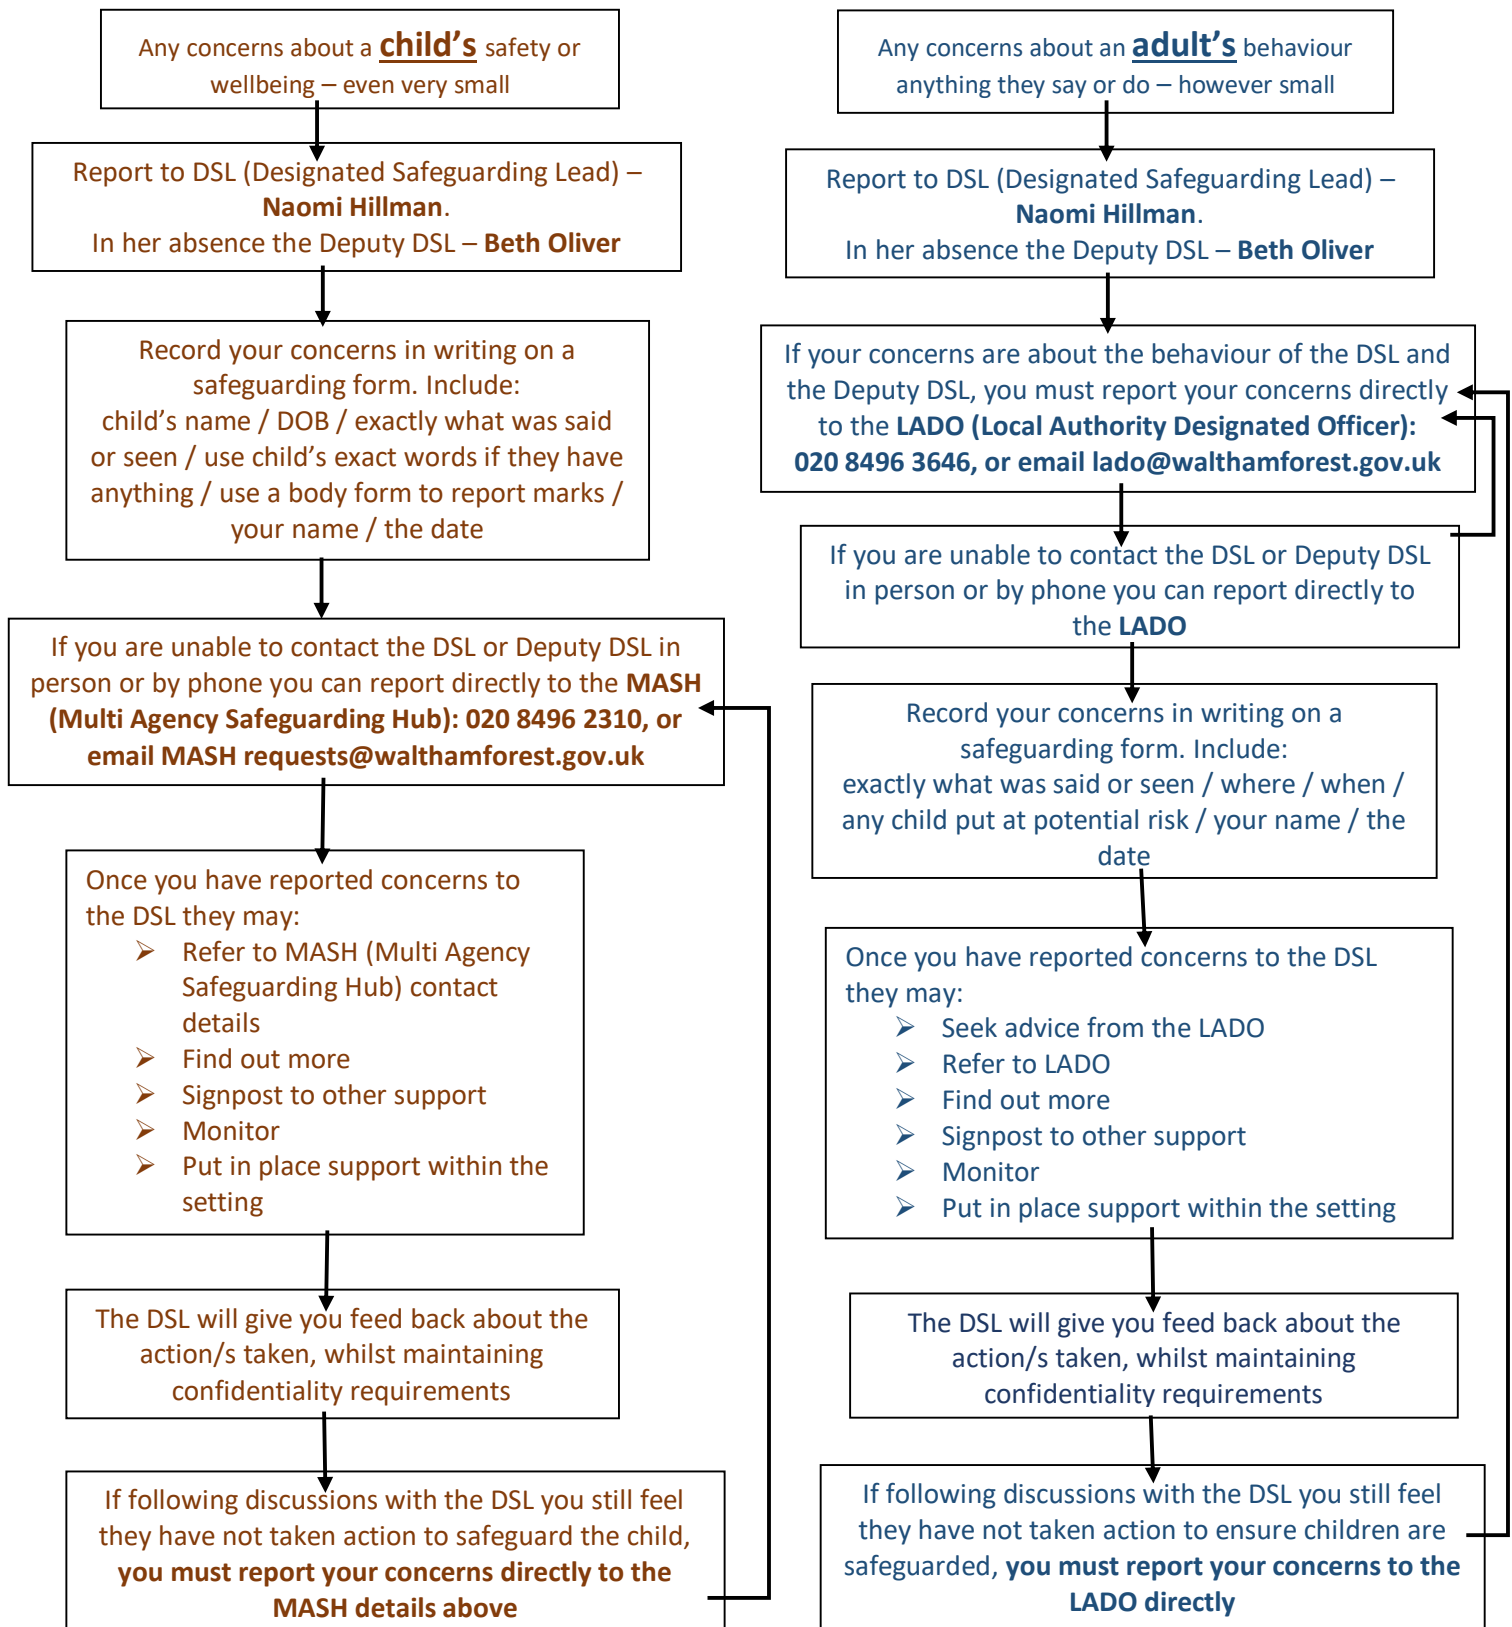 Any concerns about a child's safety or
wellbeing – even very small
Report to DSL (Designated Safeguarding Lead) –
Naomi Hillman.
In her absence the Deputy DSL – Beth Oliver
Record your concerns in writing on a
safeguarding form. Include:
child's name / DOB / exactly what was said
or seen / use child's exact words if they have
anything / use a body form to report marks /
your name / the date
If you are unable to contact the DSL or Deputy DSL in
person or by phone you can report directly to the MASH
(Multi Agency Safeguarding Hub): 020 8496 2310, or
email MASH requests@walthamforest.gov.uk
Once you have reported concerns to
the DSL they may:
➢ Refer to MASH (Multi Agency
Safeguarding Hub) contact
details
➢ Find out more
➢ Signpost to other support
➢ Monitor
➢ Put in place support within the
setting
The DSL will give you feed back about the
action/s taken, whilst maintaining
confidentiality requirements
If following discussions with the DSL you still feel
they have not taken action to safeguard the child,
you must report your concerns directly to the
MASH details above
Any concerns about an adult's behaviour
anything they say or do – however small
Report to DSL (Designated Safeguarding Lead) –
Naomi Hillman.
In her absence the Deputy DSL – Beth Oliver
If your concerns are about the behaviour of the DSL and
the Deputy DSL, you must report your concerns directly
to the LADO (Local Authority Designated Officer):
020 8496 3646, or email lado@walthamforest.gov.uk
If you are unable to contact the DSL or Deputy DSL
in person or by phone you can report directly to
the LADO
Record your concerns in writing on a
safeguarding form. Include:
exactly what was said or seen / where / when /
any child put at potential risk / your name / the
date
Once you have reported concerns to the DSL
they may:
➢ Seek advice from the LADO
➢ Refer to LADO
➢ Find out more
➢ Signpost to other support
➢ Monitor
➢ Put in place support within the setting
The DSL will give you feed back about the
action/s taken, whilst maintaining
confidentiality requirements
If following discussions with the DSL you still feel
they have not taken action to ensure children are
safeguarded, you must report your concerns to the
LADO directly